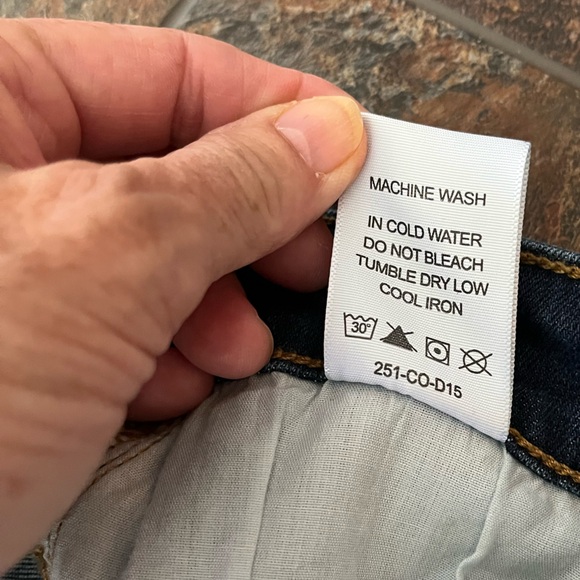 MACHINE WASH
IN COLD WATER
DO NOT BLEACH
TUMBLE DRY LOW
COOL IRON
30°
251-CO-D15